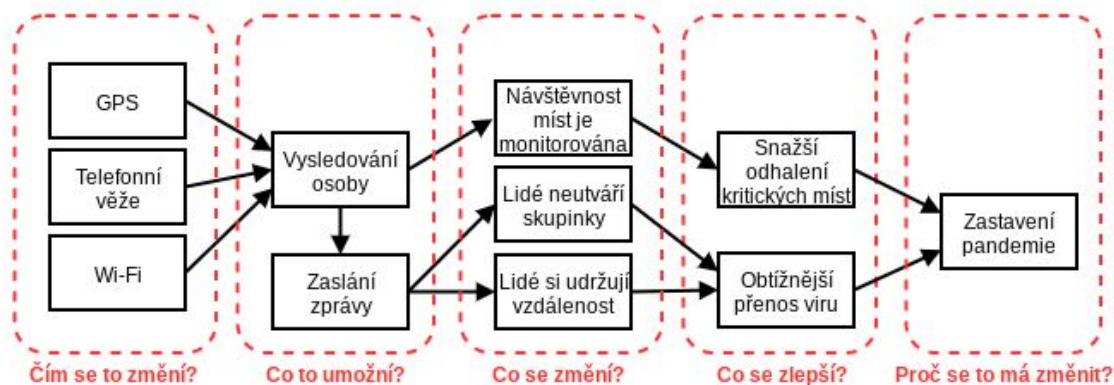 GPS
Telefonní
věže
Wi-Fi
Čím se to změní?
Vysledování
osoby
Zaslání
zprávy
Co to umožní?
Návštěvnost
míst je
monitorována
Lidé neutváří
skupinky
Lidé si udržují
vzdálenost
Co se změní?
Snažší
odhalení
kritických míst
Obtížnější
přenos viru
Co se zlepší?
Zastavení
pandemie
Proč se to má změnit?